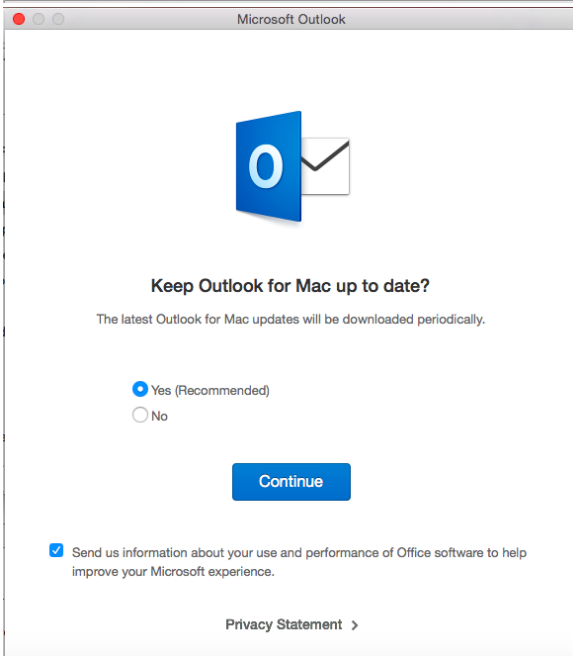 Microsoft Outlook
O
Keep Outlook for Mac up to date?
The latest Outlook for Mac updates will be downloaded periodically.
Yes (Recommended)
No
Continue
Send us information about your use and performance of Office software to help
improve your Microsoft experience.
Privacy Statement >